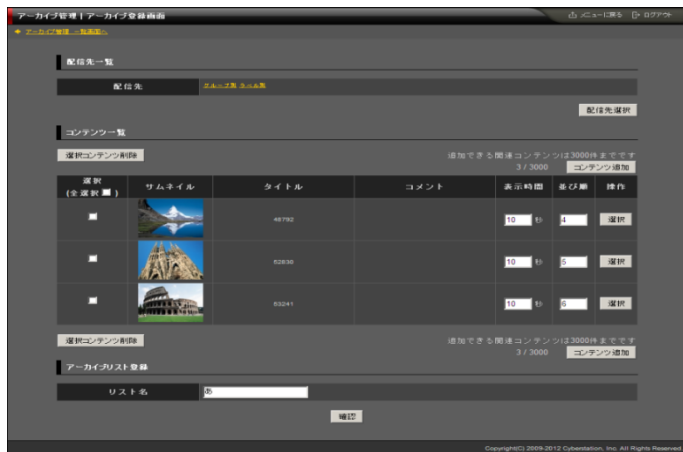 アーカイブ管理 | アーカイブ登録画面
メニューに戻る ログアウト
アーカイブ管理 一覧画面へ
配信先一覧
配信先
配信先選択
コンテンツ一覧
選択コンテンツ削除
追加できる関連コンテンツは3000件までです
3 / 3000 コンテンツ追加
選択 (全選択) サムネイル タイトル コメント 表示時間 並び順 操作
10 秒 4 選択
10 秒 5 選択
53241 10 秒 6 選択
選択コンテンツ削除
追加できる関連コンテンツは3000件までです
3 / 3000 コンテンツ追加
アーカイブリスト登録
リスト名
確認
Copyright(C) 2009-2012 Cyberstation, Inc. All Rights Reserved